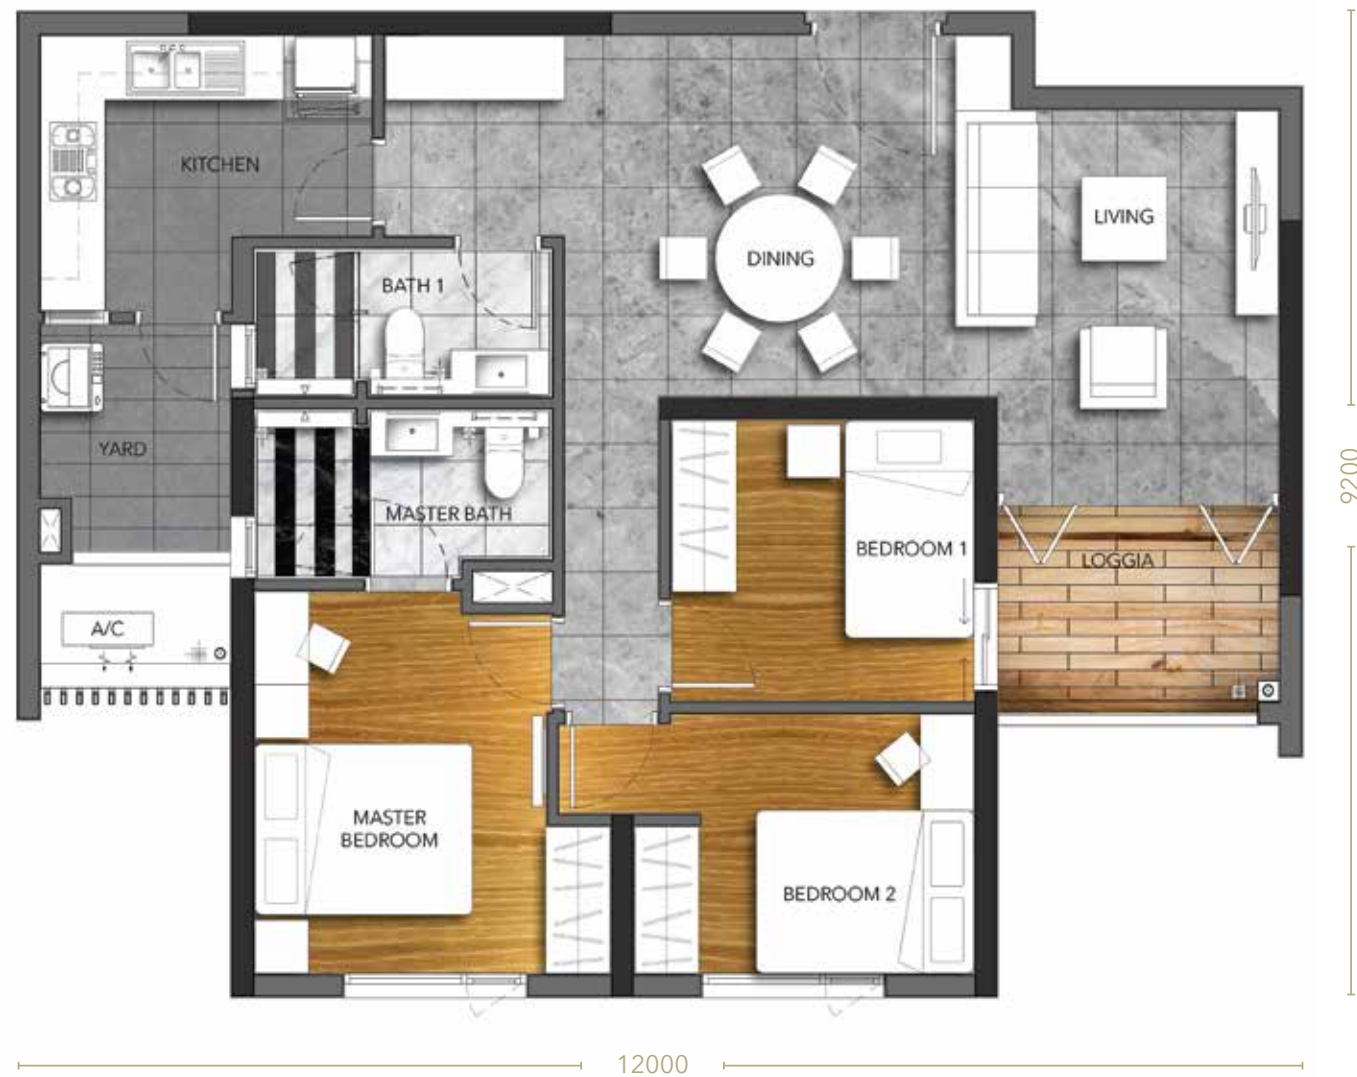 KITCHEN
LIVING
DINING
BATH 1
YARD
MASTER BATH
BEDROOM 1
LOGGIA
A/C
MASTER
BEDROOM
BEDROOM 2
9200
12000